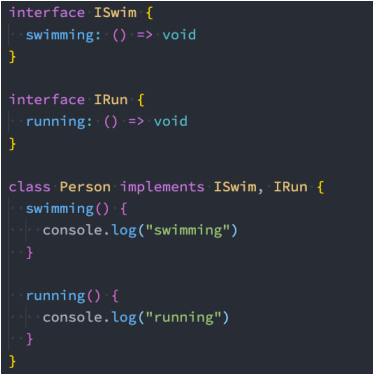 interface ISwim {
  swimming: () => void
}

interface IRun {
  running: () => void
}

class Person implements ISwim, IRun {
  swimming() {
    console.log("swimming")
  }

  running() {
    console.log("running")
  }
}